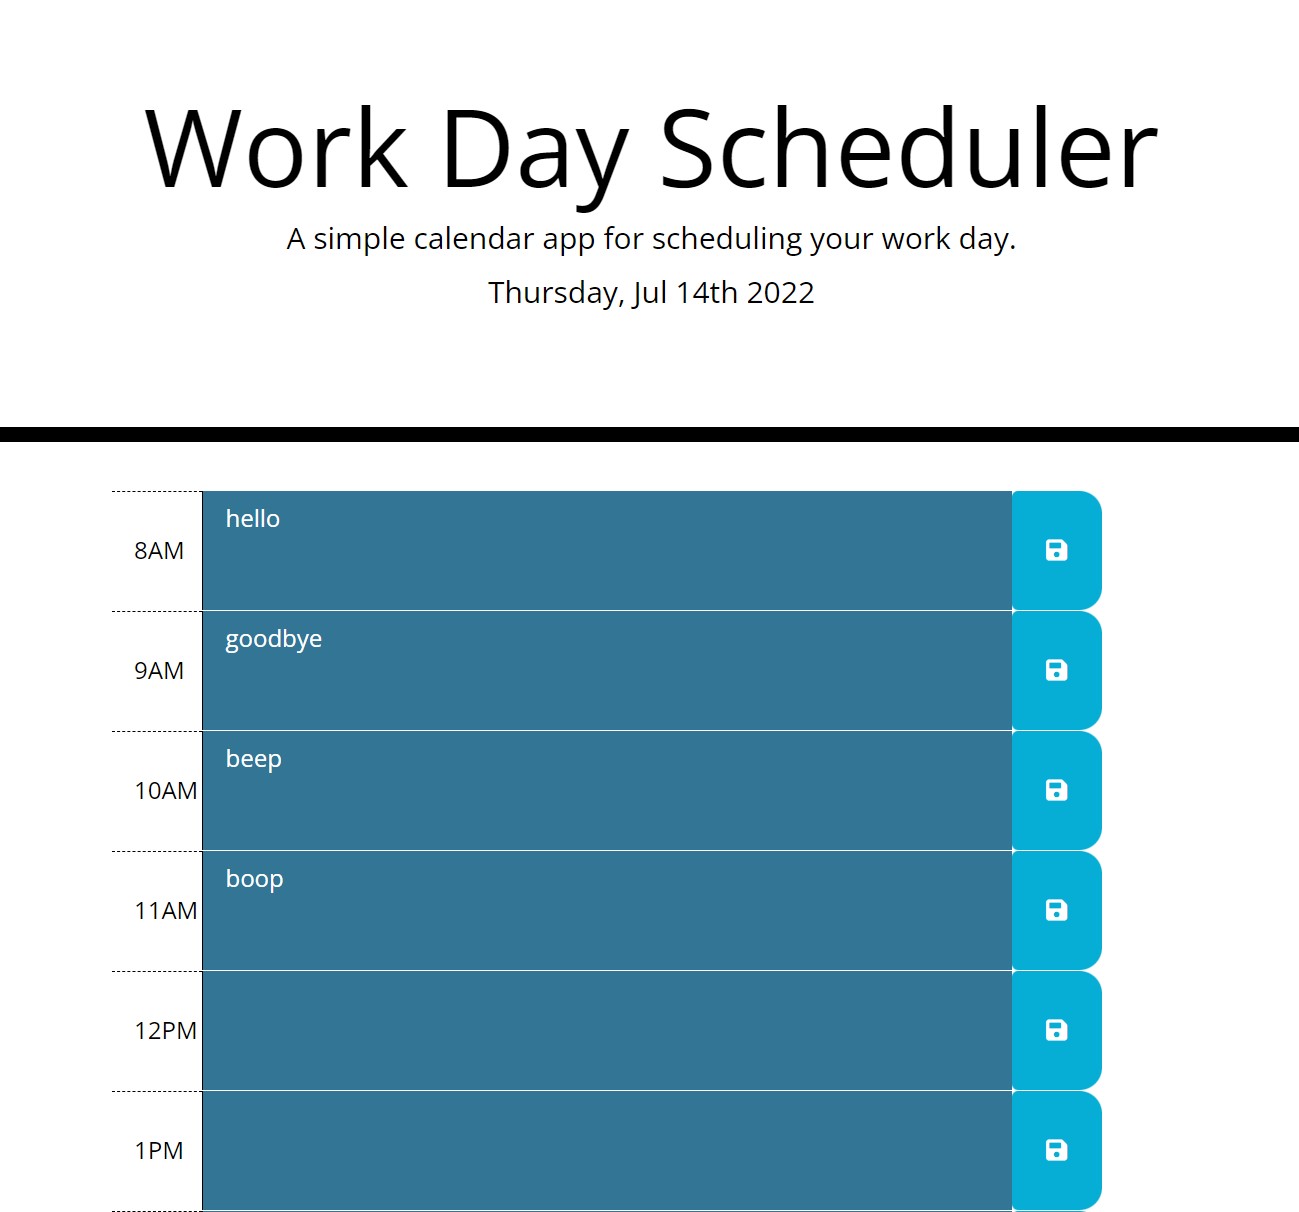 Work Day Scheduler
A simple calendar app for scheduling your work day.
Thursday, Jul 14th 2022
8AM
hello
9AM
goodbye
10AM
beep
11AM
boop
12PM
1PM